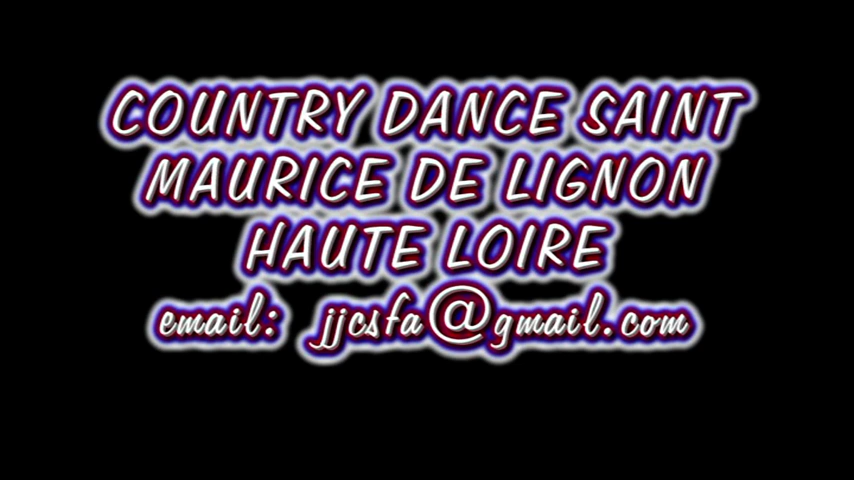 COUNTRY DANCE SAINT
MAURICE DE LIGNON
HAUTE LOIRE
email: jjcsfa@gmail.com